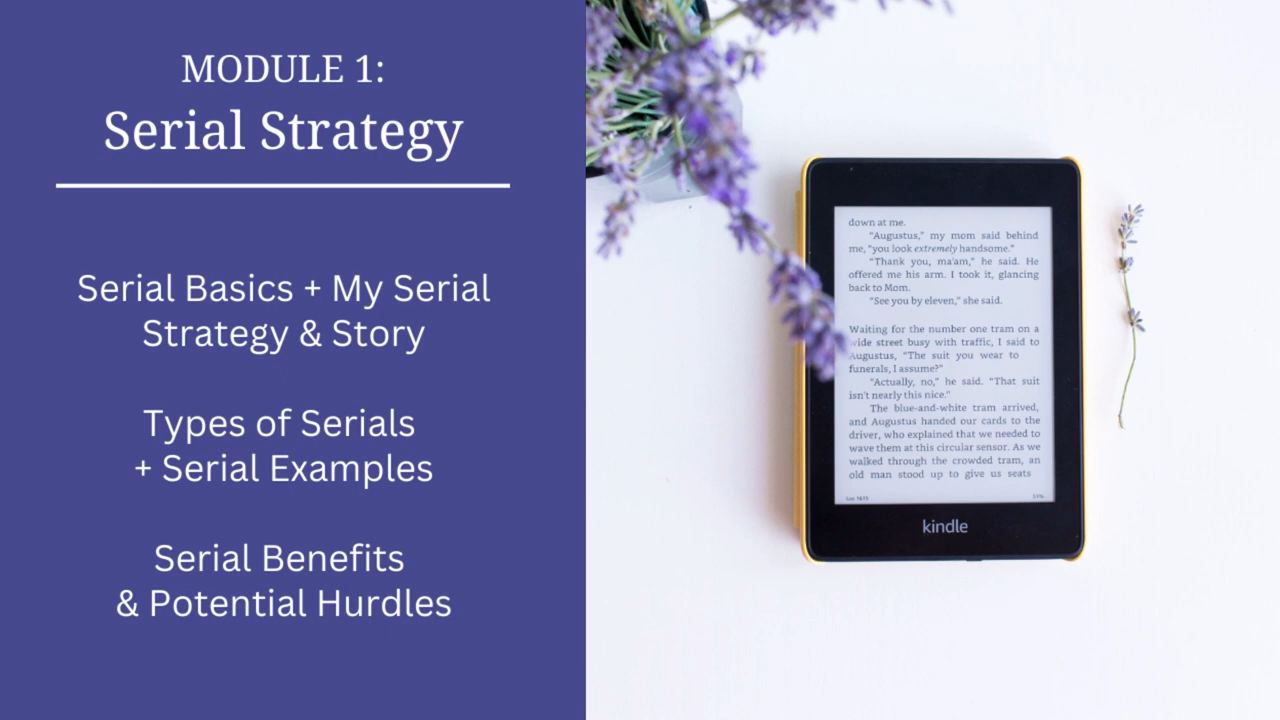 MODULE 1:
Serial Strategy
Serial Basics + My Serial
Strategy & Story
Types of Serials
+ Serial Examples
Serial Benefits
& Potential Hurdles
down at me.
"Augustus," my mom said behind
me, "you look extremely handsome."
"Thank you, ma'am," he said. He
offered me his arm. I took it, glancing
back to Mom.
"See you by eleven," she said.
Waiting for the number one tram on a
wide street busy with traffic, I said to
Augustus, "The suit you wear to
funerals, I assume?"
"Actually, no," he said. "That suit
isn't nearly this nice."
The blue-and-white tram arrived,
and Augustus handed our cards to the
driver, who explained that we needed to
wave them at this circular sensor. As we
walked through the crowded tram, an
old man stood up to give us seats
kindle